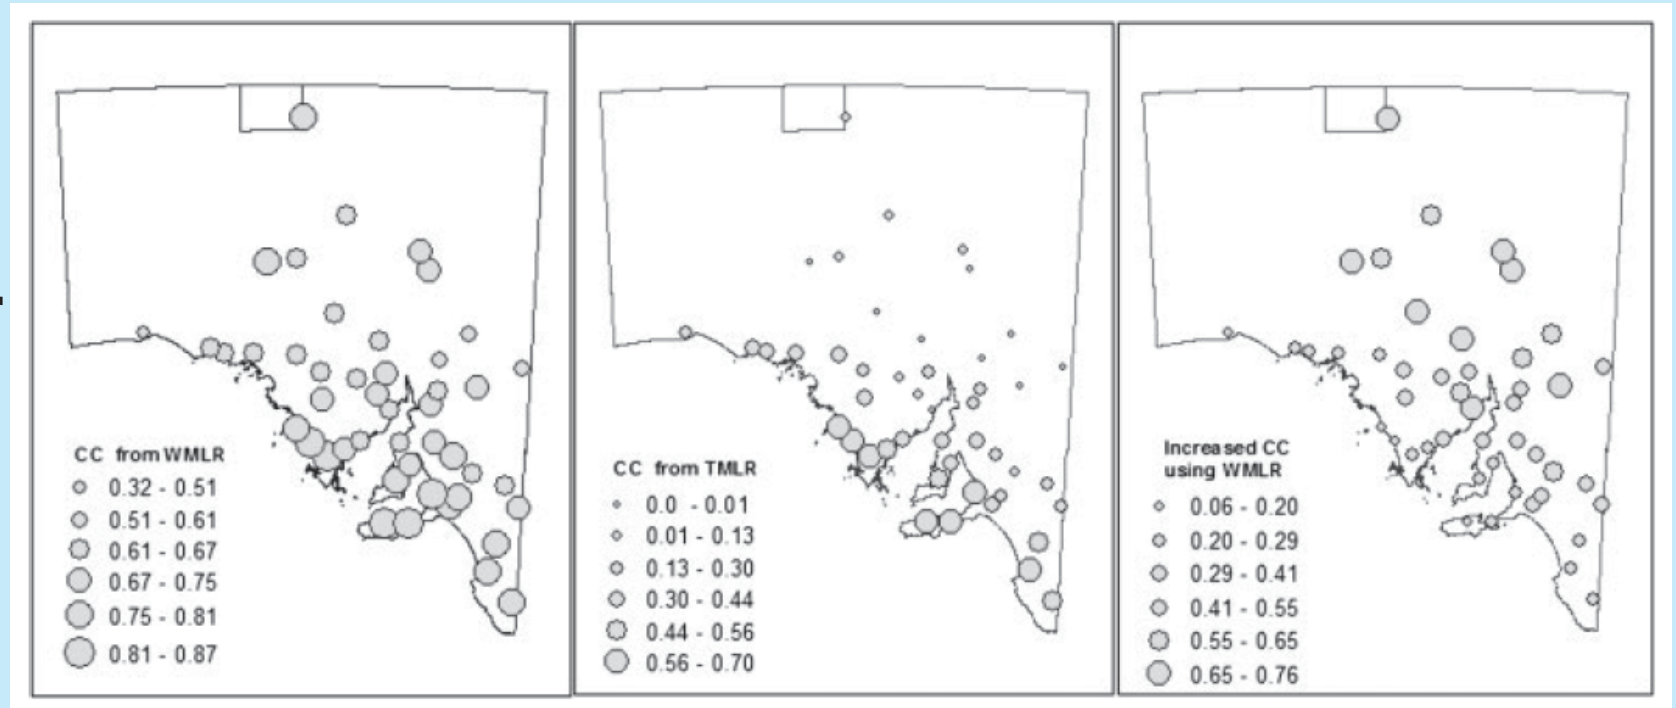 CC from WMLR
0.32 - 0.51
0.51 - 0.61
0.61 - 0.67
0.67 - 0.75
0.75 - 0.81
0.81 - 0.87
CC from TMLR
0.0 - 0.01
0.01 - 0.13
0.13 - 0.30
0.30 - 0.44
0.44 - 0.56
0.56 - 0.70
Increased CC
using WMLR
0.06 - 0.20
0.20 - 0.29
0.29 - 0.41
0.41 - 0.55
0.55 - 0.65
0.65 - 0.76